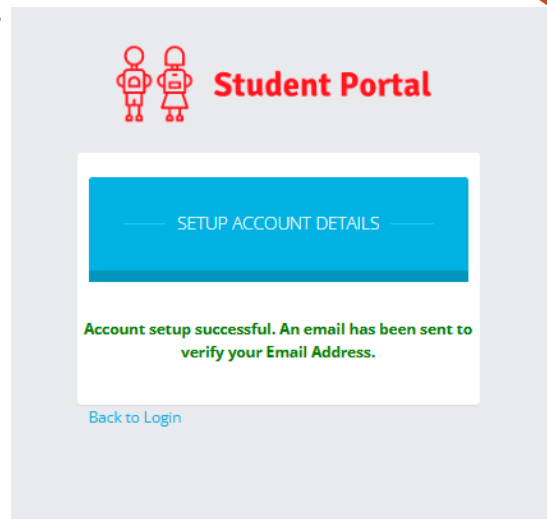 Student Portal
SETUP ACCOUNT DETAILS
Account setup successful. An email has been sent to
verify your Email Address.
Back to Login